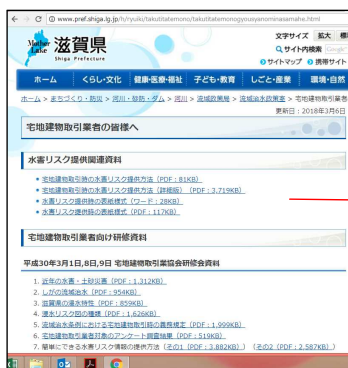 www.pref.shiga.lg.jp/h/ryuiki/takutitatemono/takutitatemonogyousyanominasamahe.html
文字サイズ 拡大 標
Mother Lake 滋賀県
Shiga Prefecture
サイト内検索 Google
サイトマップ 携帯サイト
ホーム くらし・文化 健康・医療・福祉 子ども・教育 しごと・産業 環境・自然
ホーム > まちづくり・防災 > 河川・砂防・ダム > 河川 > 流域政策局 > 流域治水政策室 > 宅地建物取引業者
更新日:2018年3月6日
宅地建物取引業者の皆様へ
水害リスク提供関連資料
宅地建物取引時の水害リスク提供方法(PDF:81KB)
宅地建物取引時の水害リスク提供方法(詳細版)(PDF:3,719KB)
水害リスク提供時の表紙様式(ワード:28KB)
水害リスク提供時の表紙様式(PDF:117KB)
宅地建物取引業者向け研修資料
平成30年3月1日,8日,9日 宅地建物取引業協会研修会資料
1. 近年の水害・土砂災害(PDF:1,312KB)
2. しがの流域治水(PDF:954KB)
3. 滋賀県の浸水特性(PDF:859KB)
4. 浸水リスク図の種類(PDF:1,626KB)
5. 流域治水条例における宅地建物取引時の義務規定(PDF:1,999KB)
6. 宅地建物取引業者対象のアンケート調査結果(PDF:519KB)
7. 簡単にできる水害リスク情報の提供方法(その1(PDF:3,882KB))(その2(PDF:2,587KB))